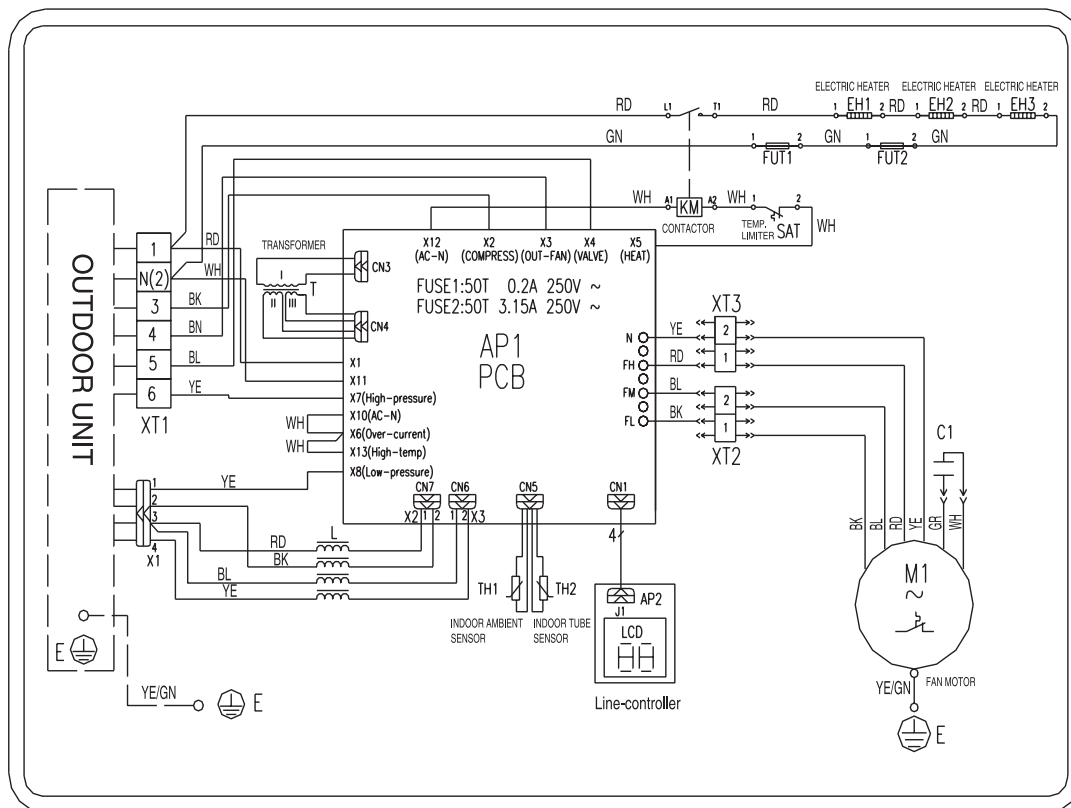 ELECTRIC HEATER ELECTRIC HEATER ELECTRIC HEATER
RD L1 T1 RD 1 EH1 2 RD 1 EH2 2 RD 1 EH3 2
GN 1 2 GN 1 2 GN
FUT1 FUT2
WH A1 KM A2 WH 1 2
CONTACTOR
TEMP.
LIMITER SAT
WH
OUTDOOR UNIT
1 RD
N(2) WH
3 BK
4 BN
5 BL
6 YE
XT1
TRANSFORMER
I
T
II III
CN3
CN4
X12 X2 X3 X4 X5
(AC-N) (COMPRESS) (OUT-FAN) (VALVE) (HEAT)
FUSE1:50T 0.2A 250V ~
FUSE2:50T 3.15A 250V ~
AP1
PCB
X1
X11
X7(High-pressure)
WH X10(AC-N)
X6(Over-current)
WH X13(High-temp)
X8(Low-pressure)
N YE
FH RD
FM BL
FL BK
XT3
2
1
2
1
XT2
C1
CN7 CN6 CN5 CN1
X2 1 2 1 2 X3
4
1 YE
2
3
4
X1
RD L
BK
BL
YE
TH1 TH2
INDOOR AMBIENT
SENSOR
INDOOR TUBE
SENSOR
AP2
J1
LCD
88
Line-controller
BK BL RD YE GR WH
M1
~
FAN MOTOR
YE/GN
E
E
YE/GN
E